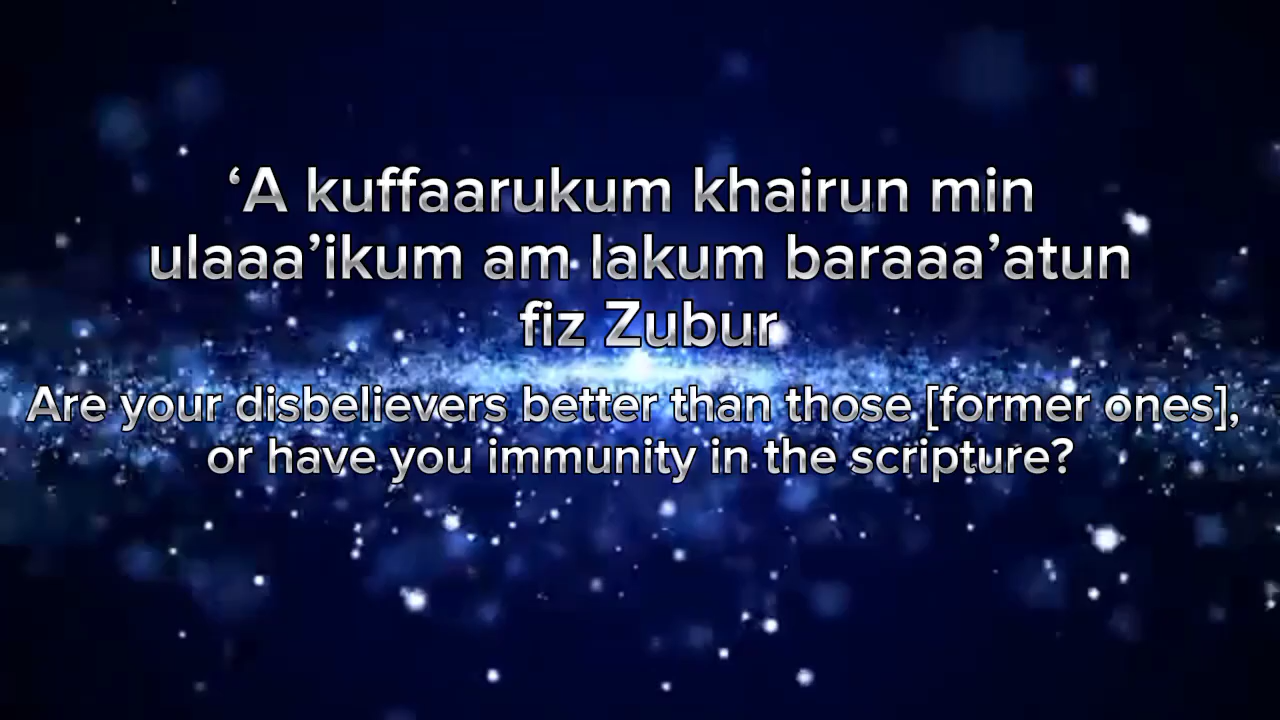 ‘A kuffaarukum khairun min
ulaaa’ikum am lakum baraaa’atun
fiz Zubur
Are your disbelievers better than those [former ones],
or have you immunity in the scripture?